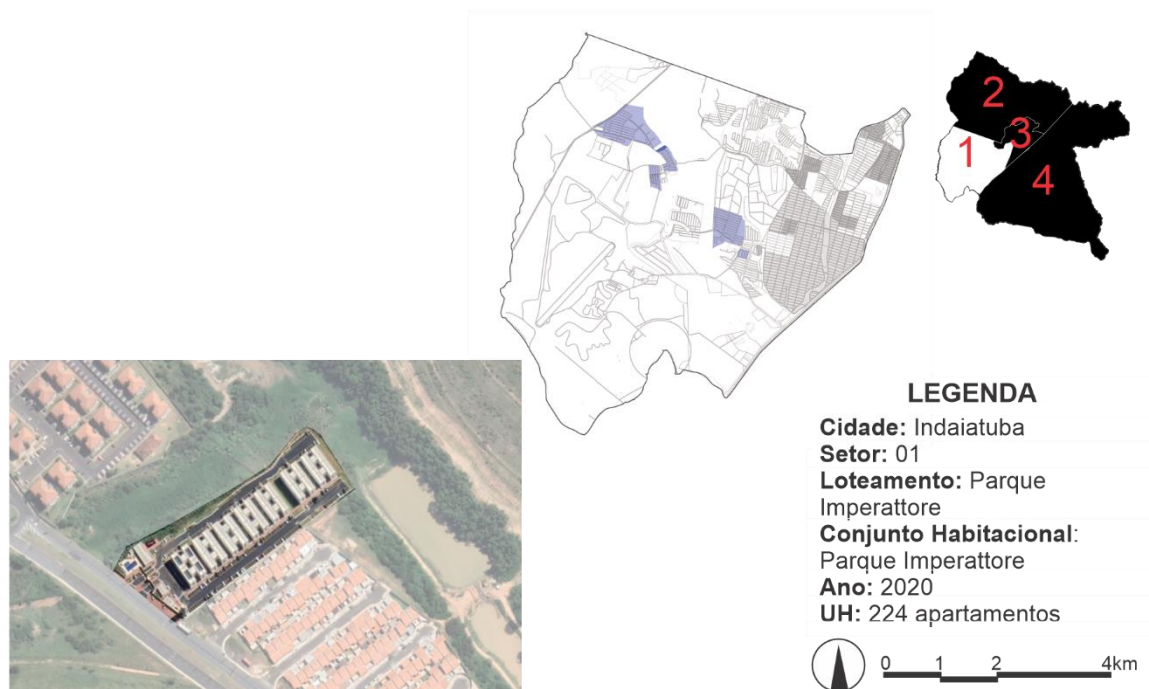 2
3
1
4
LEGENDA
Cidade: Indaiatuba
Setor: 01
Loteamento: Parque
Imperattore
Conjunto Habitacional:
Parque Imperattore
Ano: 2020
UH: 224 apartamentos
0 1 2 4km